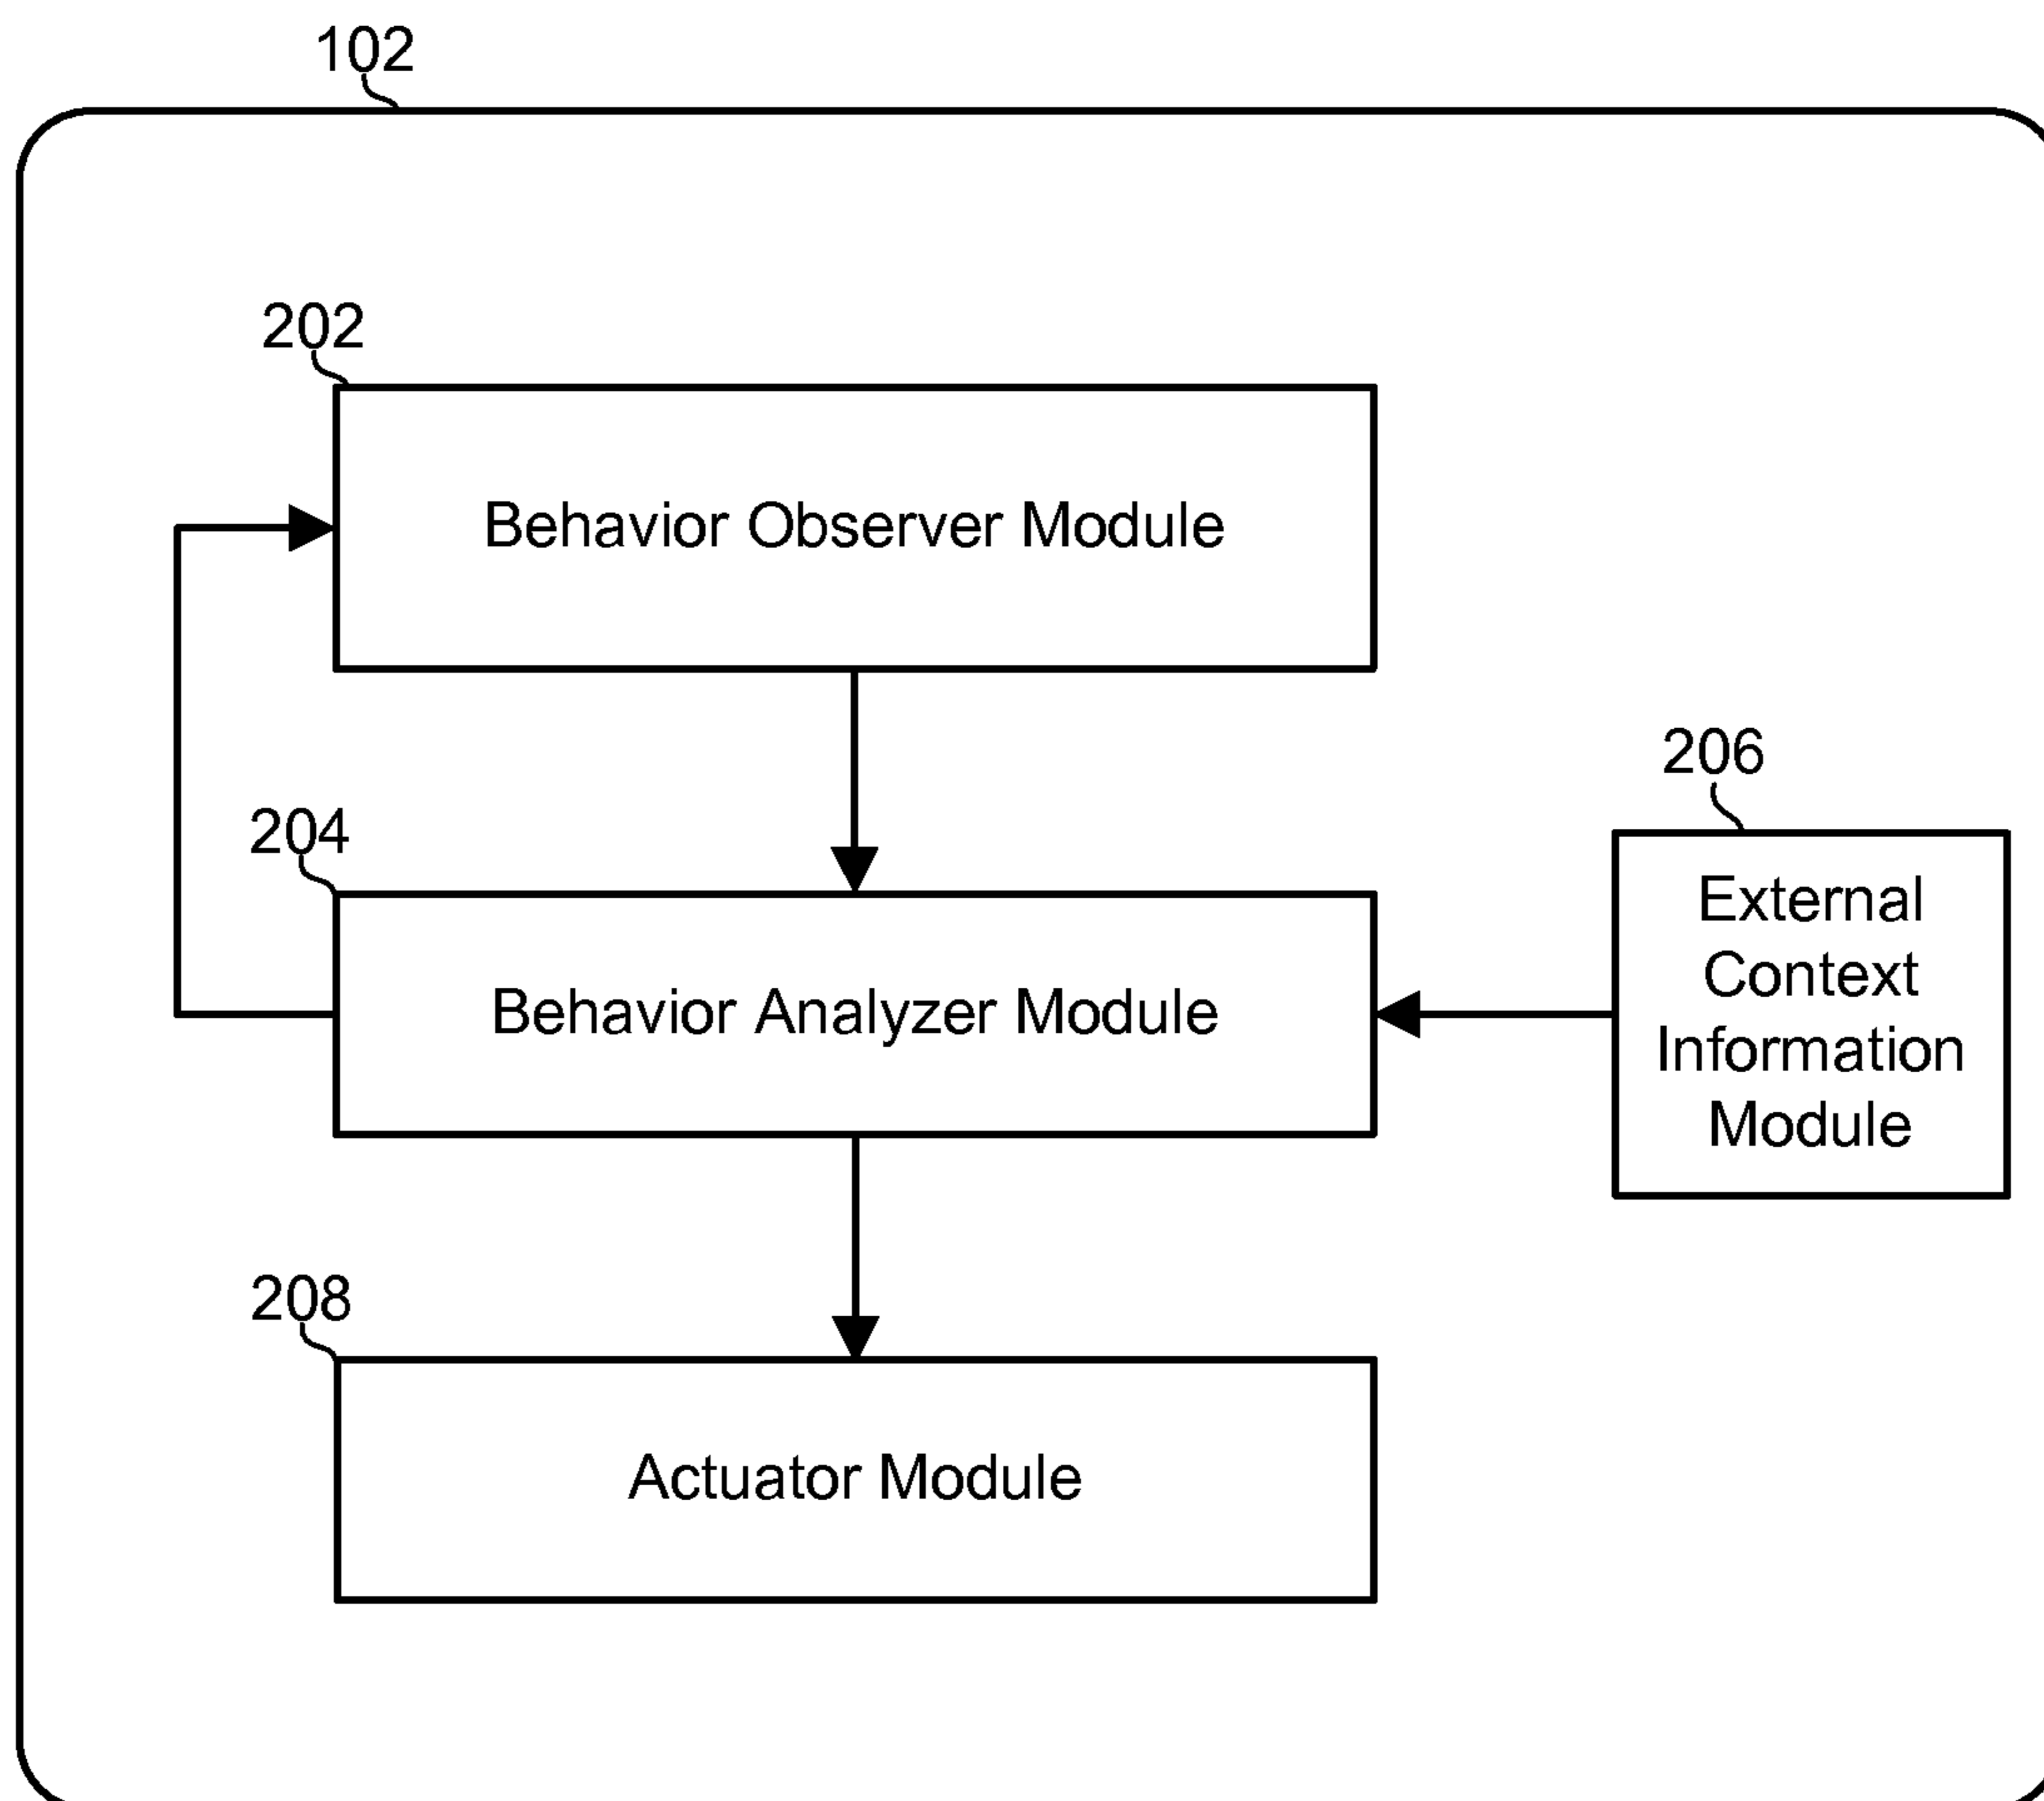 102
202
Behavior Observer Module
206
204
External
Context
Information
Module
Behavior Analyzer Module
208
Actuator Module